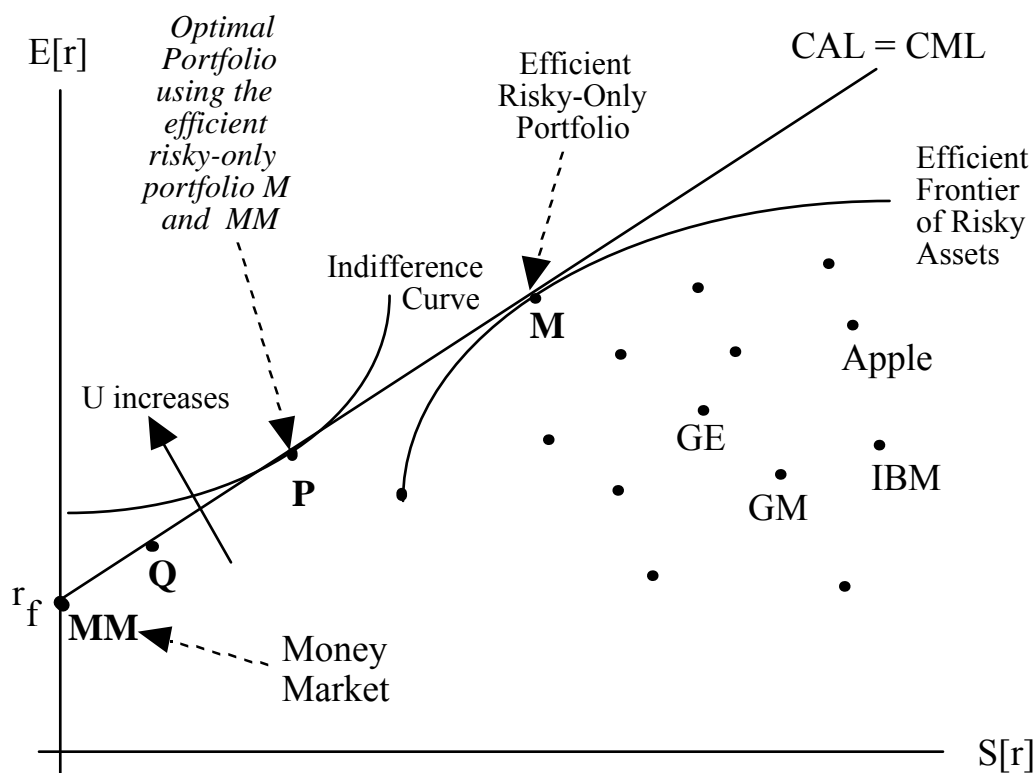 E[r]
Optimal
Portfolio
using the
efficient
risky-only
portfolio M
and MM
Efficient
Risky-Only
Portfolio
CAL = CML
Efficient
Frontier
of Risky
Assets
Indifference
Curve
M
Apple
U increases
GE
IBM
P
GM
Q
rf
MM
Money
Market
S[r]